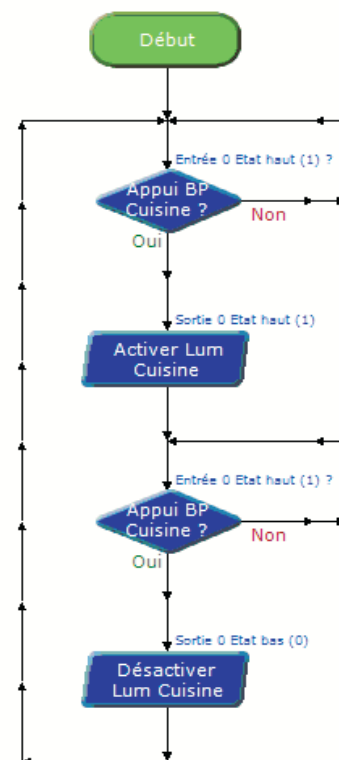 Début
Entrée 0 Etat haut (1) ?
Appui BP
Cuisine ?
Non
Oui
Sortie 0 Etat haut (1)
Activer Lum
Cuisine
Entrée 0 Etat haut (1) ?
Appui BP
Cuisine ?
Non
Oui
Sortie 0 Etat bas (0)
Désactiver
Lum Cuisine